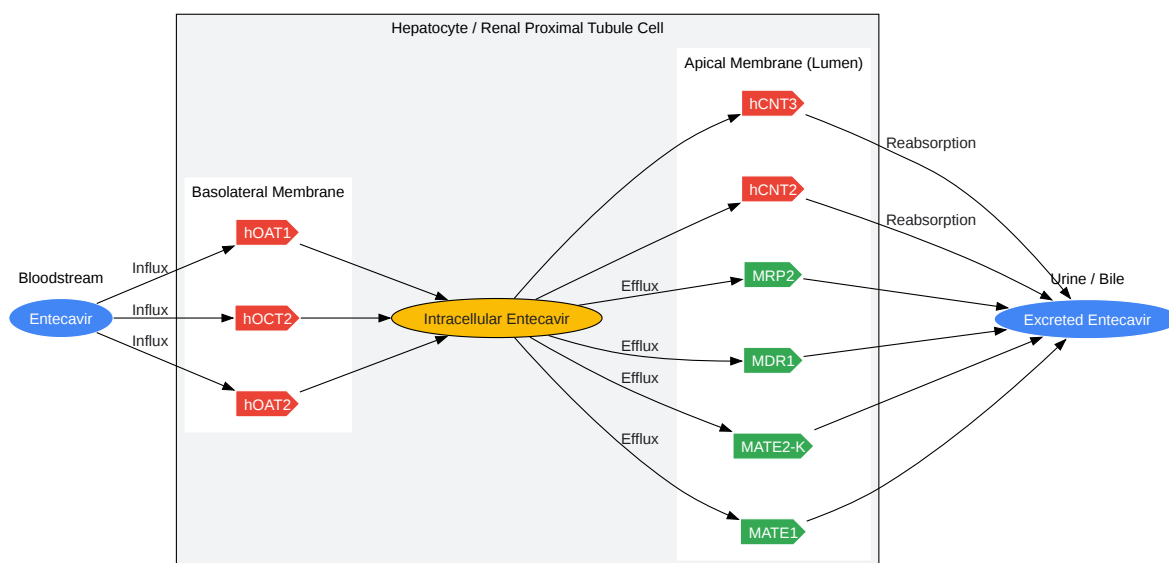 Hepatocyte / Renal Proximal Tubule Cell
Apical Membrane (Lumen)
hCNT3
Reabsorption
Basolateral Membrane
hCNT2
Reabsorption
hOAT1
Bloodstream
Influx
MRP2
Urine / Bile
Efflux
Entecavir
Influx
hOCT2
Intracellular Entecavir
Excreted Entecavir
Influx
Efflux
MDR1
Efflux
hOAT2
Efflux
MATE2-K
MATE1